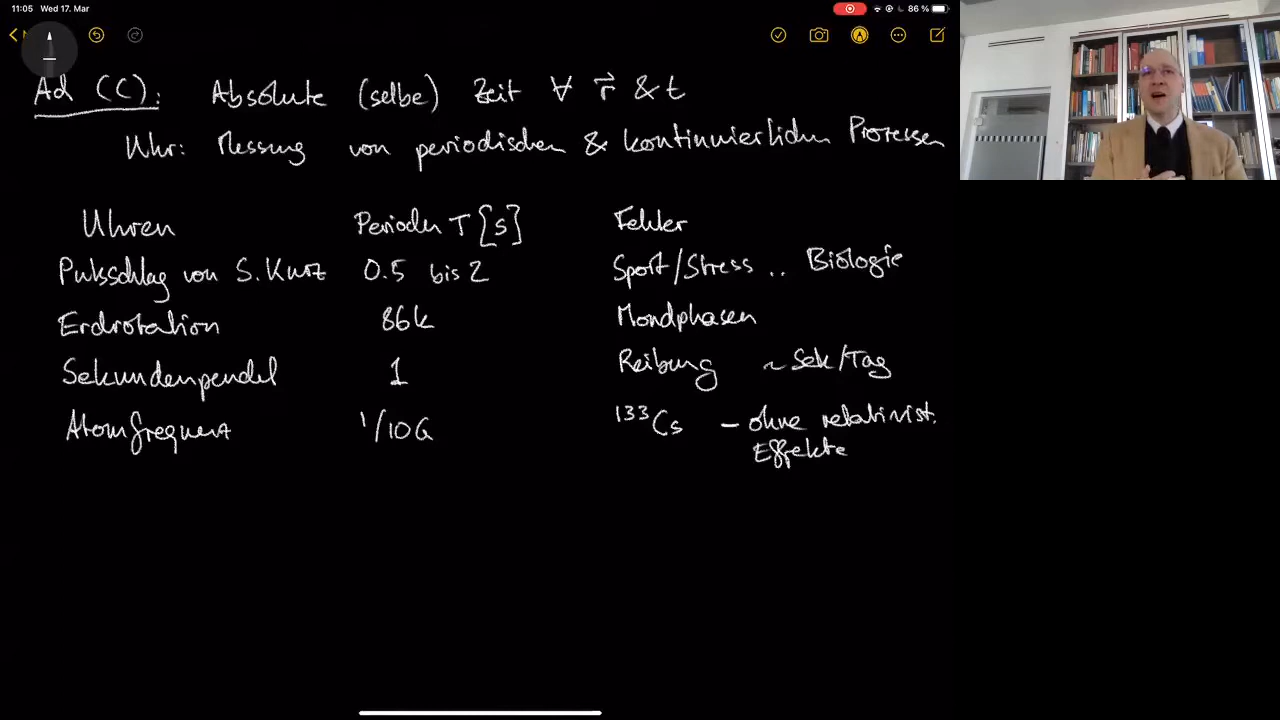 11:05 Wed 17. Mar 86 %
Ad (C): Absolute (selbe) Zeit ∀ r⃗ & t
Uhr: Messung von periodischen & kontinuierlichen Prozessen
Uhren Perioden T [s] Fehler
Pulsschlag von S. Kurz 0.5 bis 2 Sport/Stress .. Biologie
Erdrotation 86k Mondphasen
Sekundenpendel 1 Reibung ~ Sek/Tag
Atomfrequenz 1/10G ¹³³Cs – ohne relativist.
Effekte